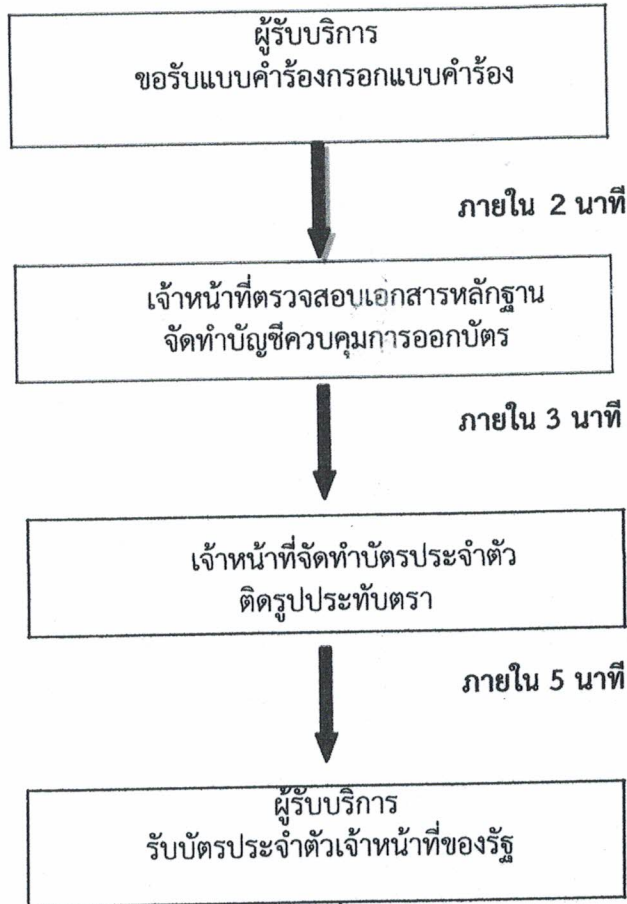 ผู้รับบริการ
ขอรับแบบคำร้องกรอกแบบคำร้อง
ภายใน 2 นาที
เจ้าหน้าที่ตรวจสอบเอกสารหลักฐาน
จัดทำบัญชีควบคุมการออกบัตร
ภายใน 3 นาที
เจ้าหน้าที่จัดทำบัตรประจำตัว
ติดรูปประทับตรา
ภายใน 5 นาที
ผู้รับบริการ
รับบัตรประจำตัวเจ้าหน้าที่ของรัฐ